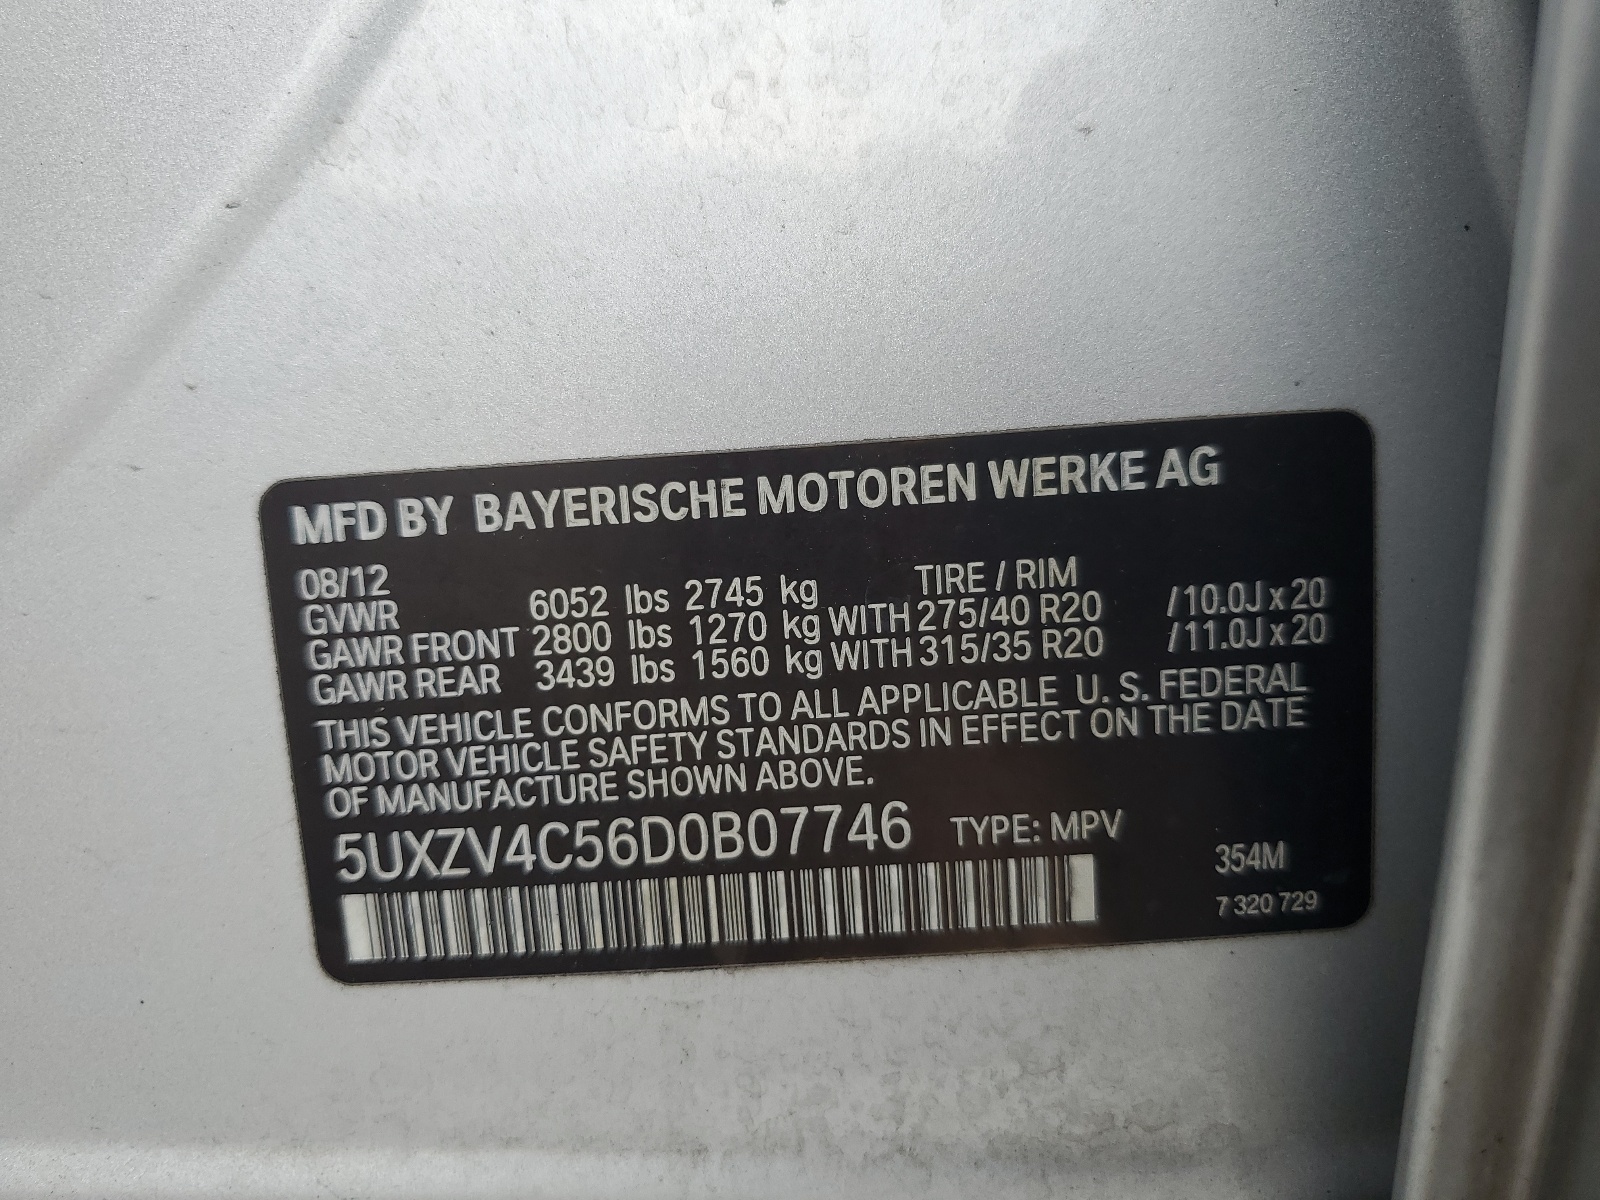 MFD BY BAYERISCHE MOTOREN WERKE AG
08/12 TIRE / RIM
GVWR 6052 lbs 2745 kg
GAWR FRONT 2800 lbs 1270 kg WITH 275/40 R20 /10.0J x 20
GAWR REAR 3439 lbs 1560 kg WITH 315/35 R20 /11.0J x 20
THIS VEHICLE CONFORMS TO ALL APPLICABLE U. S. FEDERAL
MOTOR VEHICLE SAFETY STANDARDS IN EFFECT ON THE DATE
OF MANUFACTURE SHOWN ABOVE.
5UXZV4C56D0B07746 TYPE: MPV
354M
7 320 729